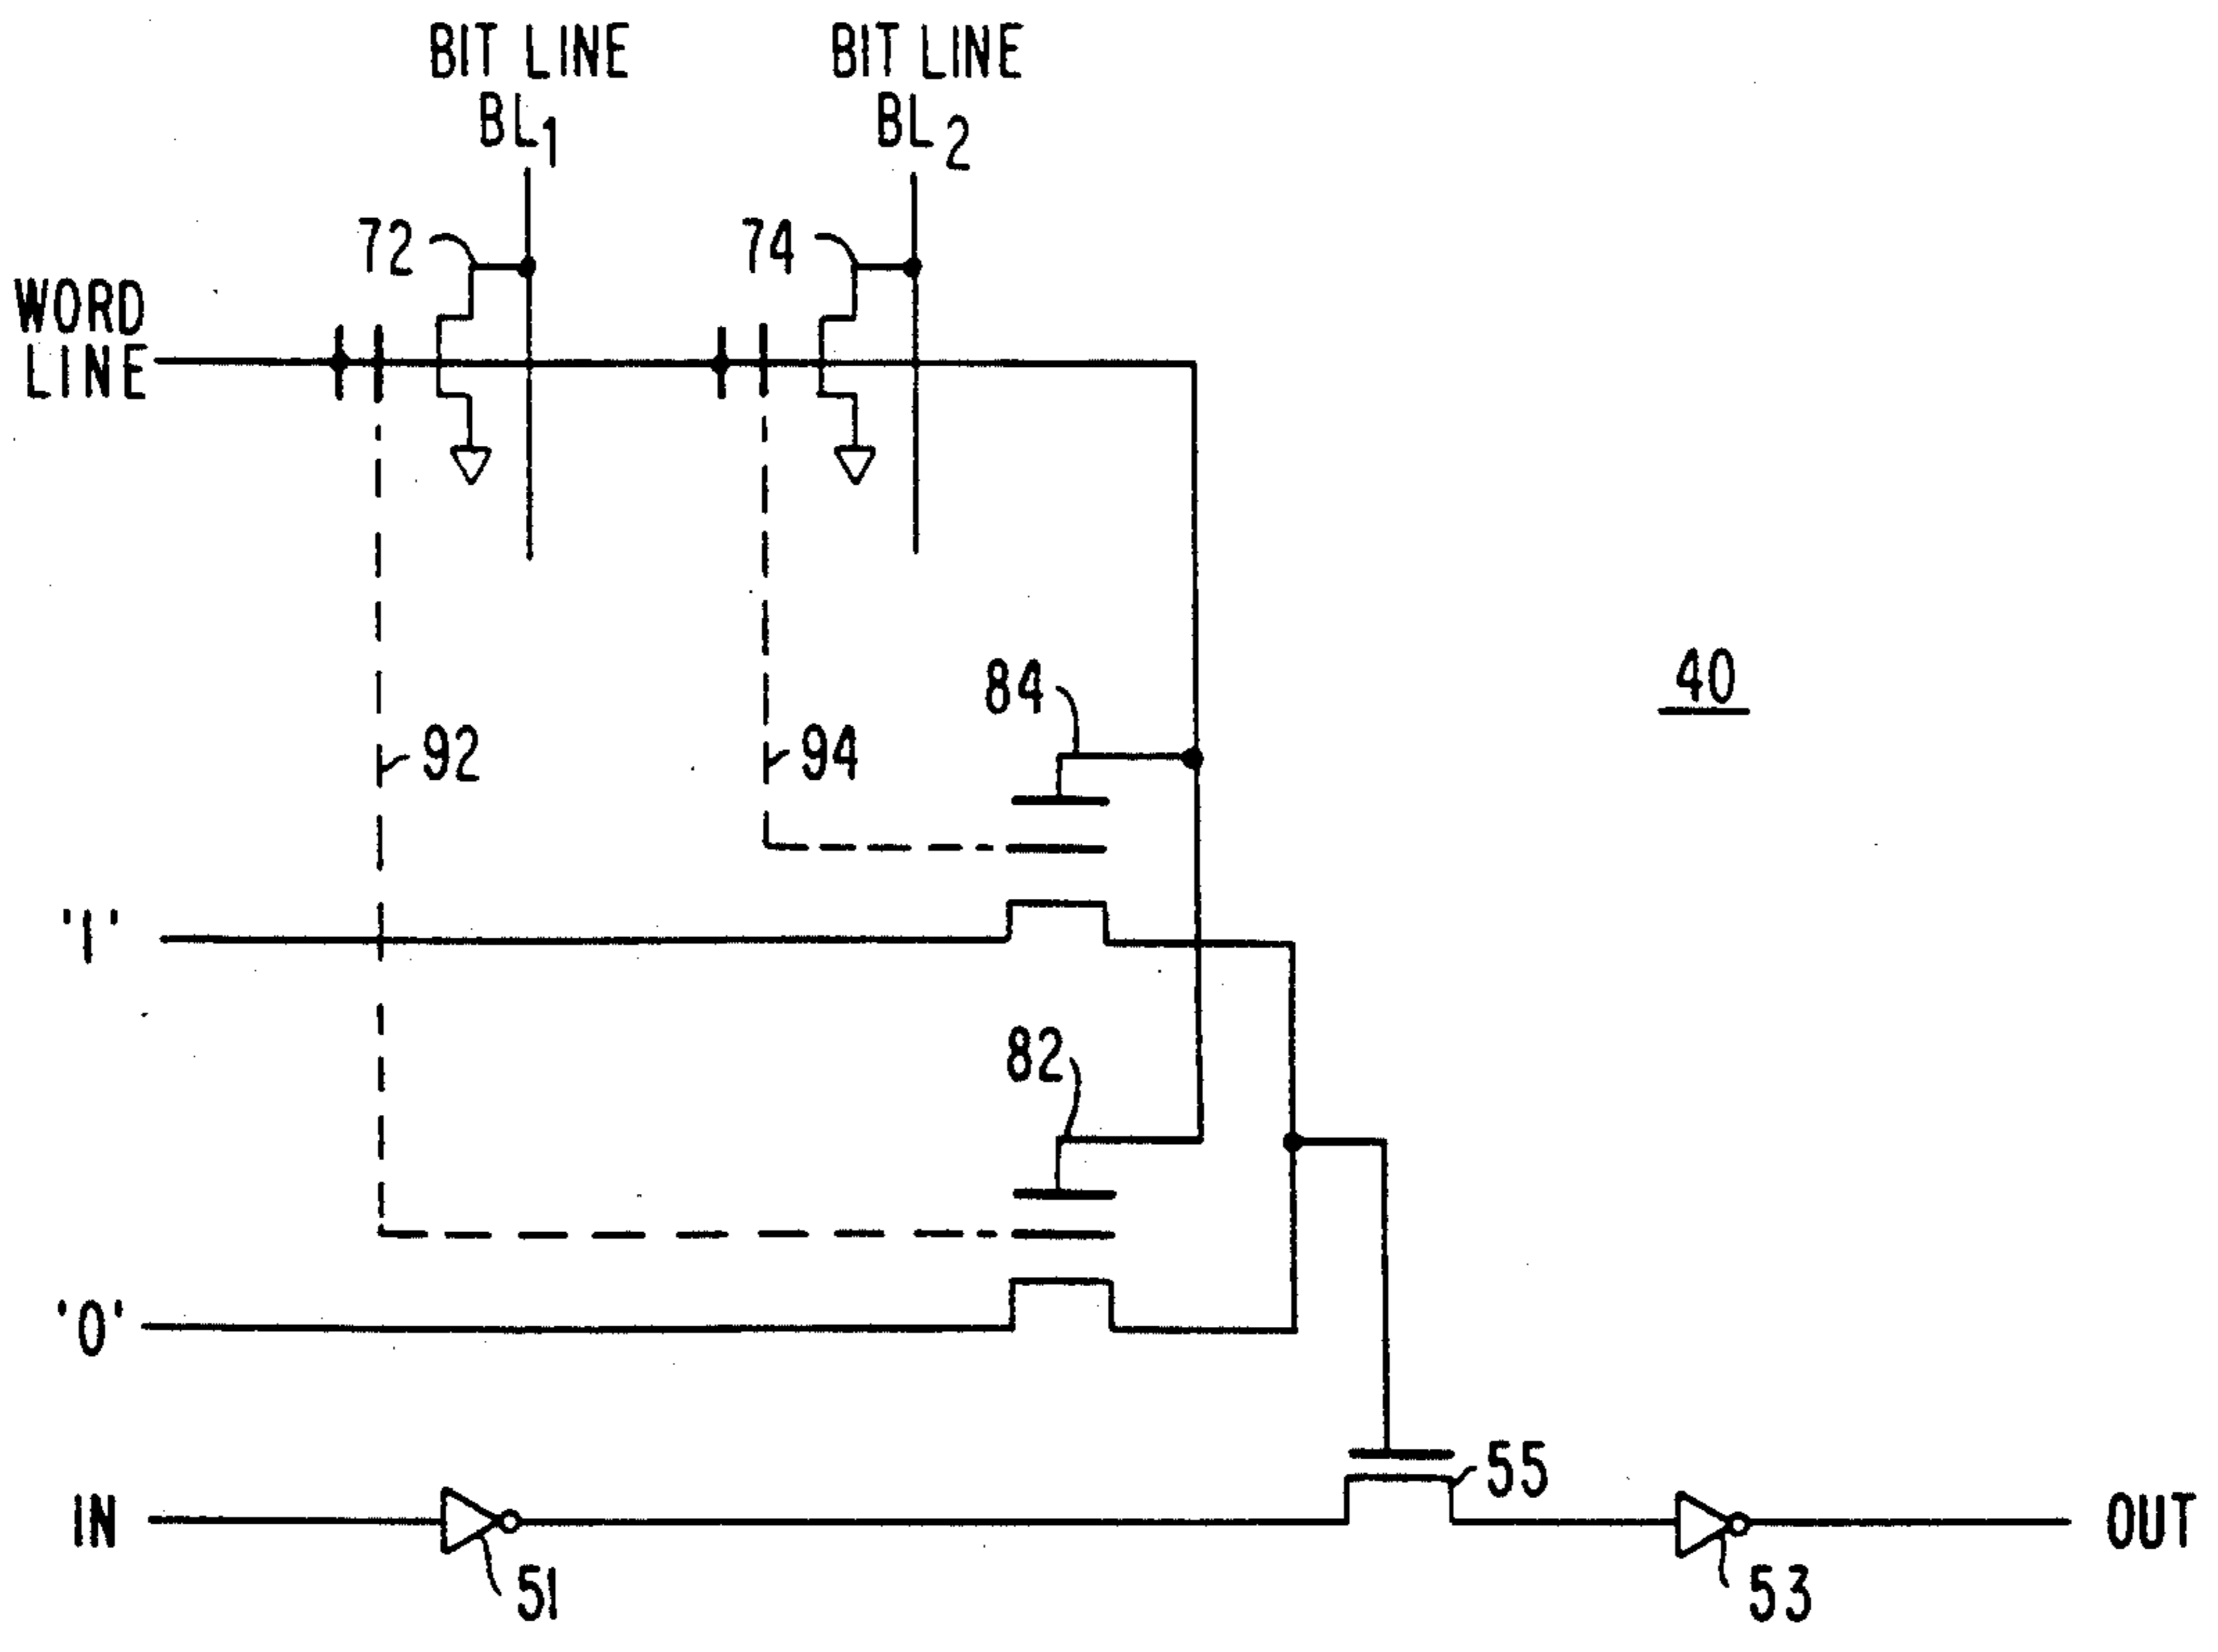 BIT LINE BL1
BIT LINE BL2
72
74
WORD LINE
84
40
92
94
'1'
82
'0'
55
IN
OUT
51
53